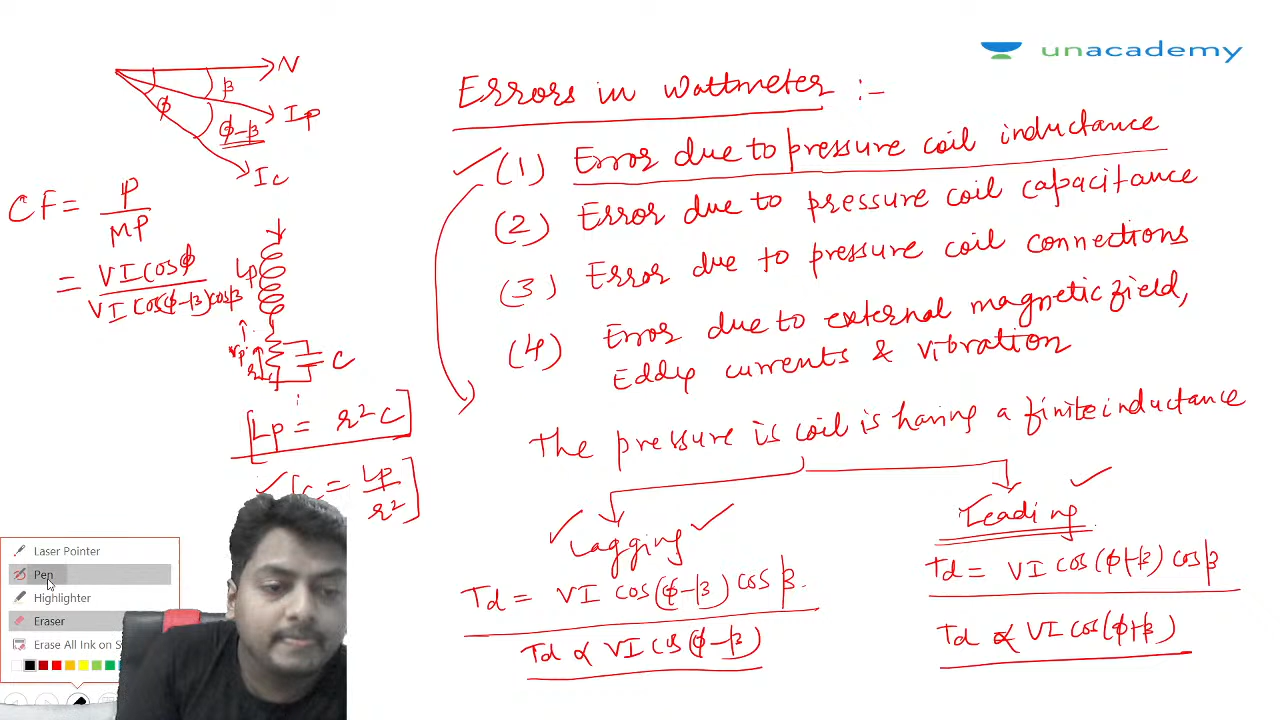 unacademy
Errors in wattmeter :-
(1) Error due to pressure coil inductance
(2) Error due to pressure coil capacitance
(3) Error due to pressure coil connections
(4) Error due to external magnetic field,
Eddy currents & vibration
The pressure is coil is having a finite inductance
Lagging
Td = VI cos(ϕ-β) cos β.
Td ∝ VI cos(ϕ-β)
Leading
Td = VI cos(ϕ+β) cos β
Td ∝ VI cos(ϕ+β)
V
β
Ip
ϕ
ϕ-β
Ic
CF = P / MP
= VI cosϕ / VI cos(ϕ-β) cosβ
Lp
rp
r
C
[Lp = r²c]
= Lp / r²]
Laser Pointer
Pen
Highlighter
Eraser
Erase All Ink on S